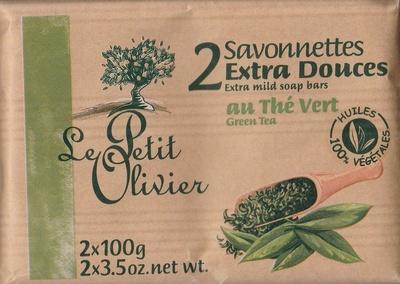 2 Savonnettes
Extra Douces
Extra mild soap bars
au Thé Vert
Green Tea
HUILES
100% VÉGÉTALES
Le Petit
Olivier
2x100g
2x3.5oz.net wt.